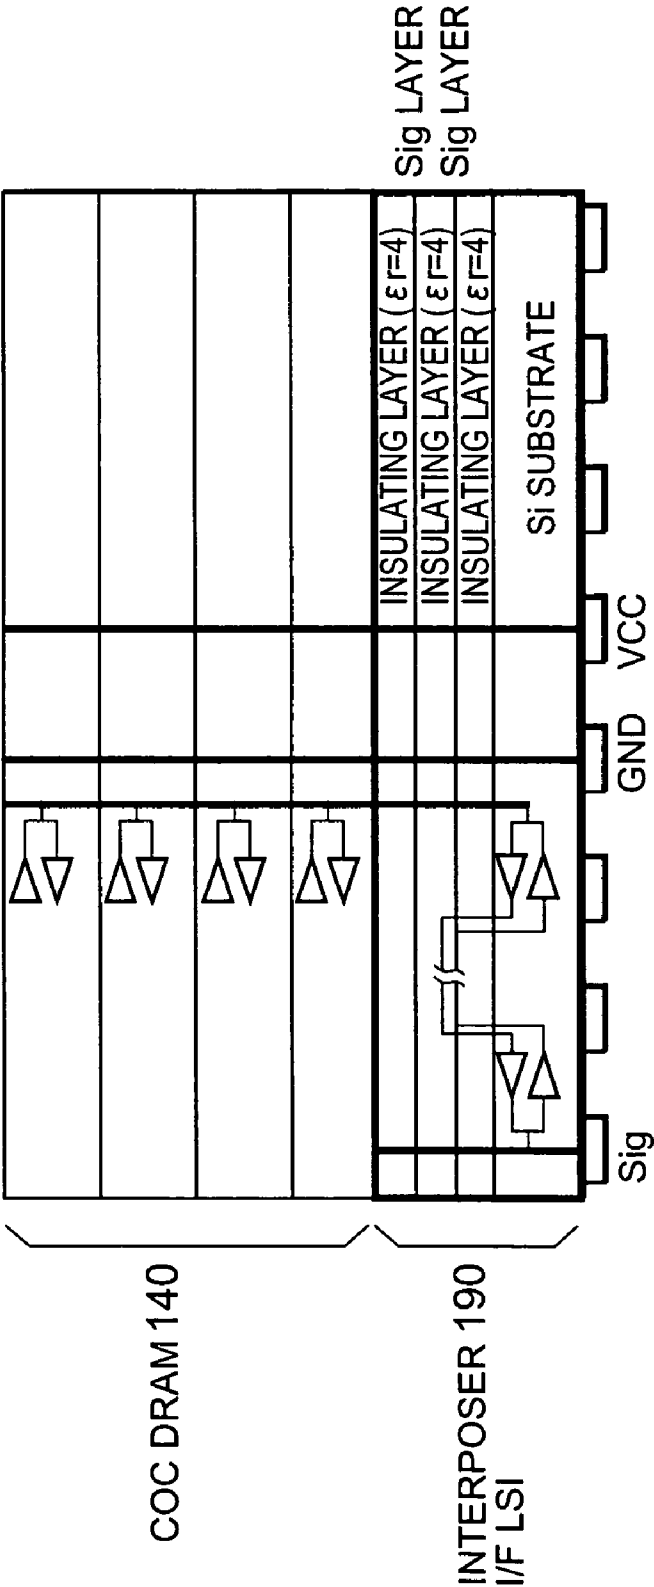 COC DRAM 140
INTERPOSER 190
I/F LSI
Sig LAYER
Sig LAYER
INSULATING LAYER (εr=4)
INSULATING LAYER (εr=4)
INSULATING LAYER (εr=4)
Si SUBSTRATE
Sig
GND
VCC